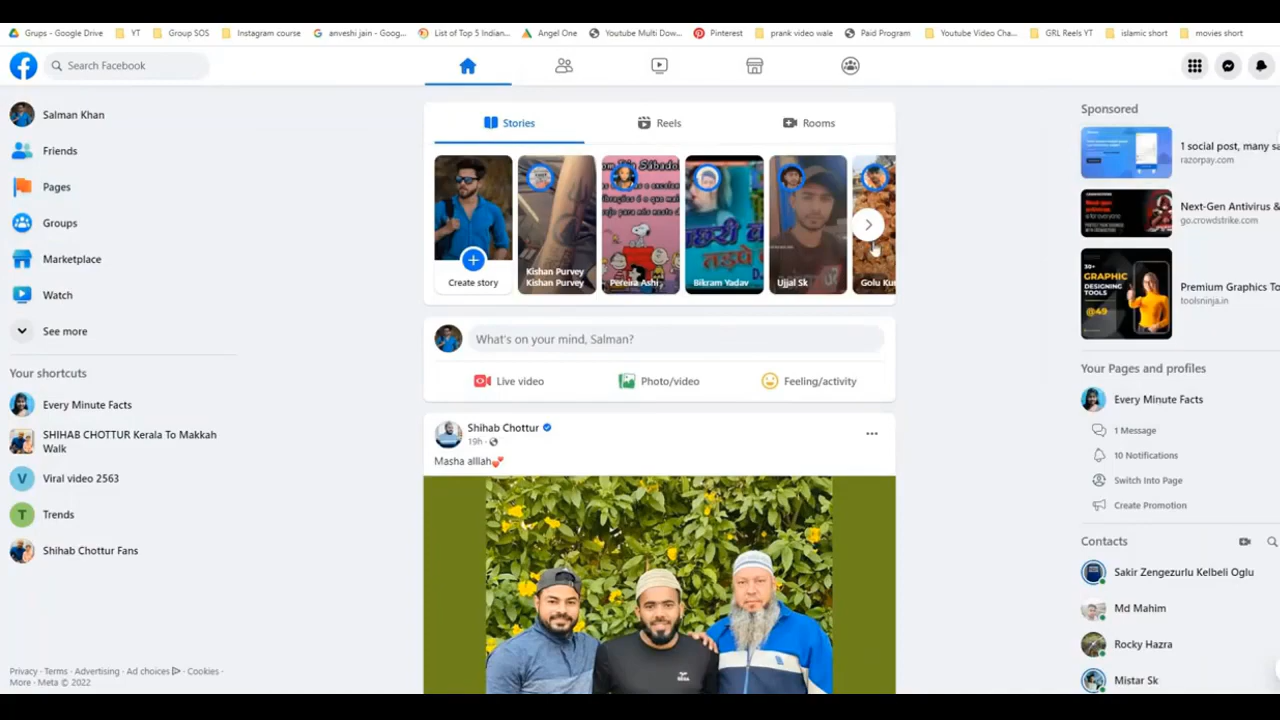 Grups - Google Drive
YT
Group SOS
Instagram course
anveshi jain - Goog...
List of Top 5 Indian...
Angel One
Youtube Multi Dow...
Pinterest
prank video wale
Paid Program
Youtube Video Cha...
GRL Reels YT
islamic short
movies short
Search Facebook
Salman Khan
Friends
Pages
Groups
Marketplace
Watch
See more
Your shortcuts
Every Minute Facts
SHIHAB CHOTTUR Kerala To Makkah
Walk
V
Viral video 2563
T
Trends
Shihab Chottur Fans
Privacy · Terms · Advertising · Ad choices · Cookies ·
More · Meta © 2022
Stories
Reels
Rooms
Create story
Kishan Purvey
Kishan Purvey
Pereira Ashi
Bikram Yadav
Ujjal Sk
Golu Ku
What's on your mind, Salman?
Live video
Photo/video
Feeling/activity
Shihab Chottur
19h ·
Masha alllah💕
Sponsored
1 social post, many sa
razorpay.com
Next-Gen Antivirus &
go.crowdstrike.com
30+
GRAPHIC
DESIGNING
TOOLS
@49
Premium Graphics To
toolsninja.in
Your Pages and profiles
Every Minute Facts
1 Message
10 Notifications
Switch Into Page
Create Promotion
Contacts
Sakir Zengezurlu Kelbeli Oglu
Md Mahim
Rocky Hazra
Mistar Sk